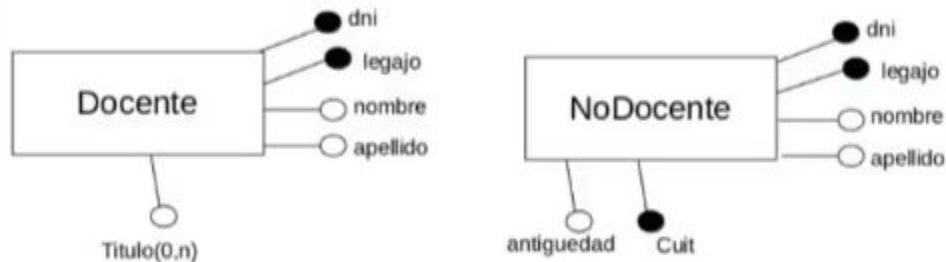 dni
legajo
Docente
nombre
apellido
Titulo(0,n)
dni
legajo
NoDocente
nombre
apellido
antiguedad
Cuit